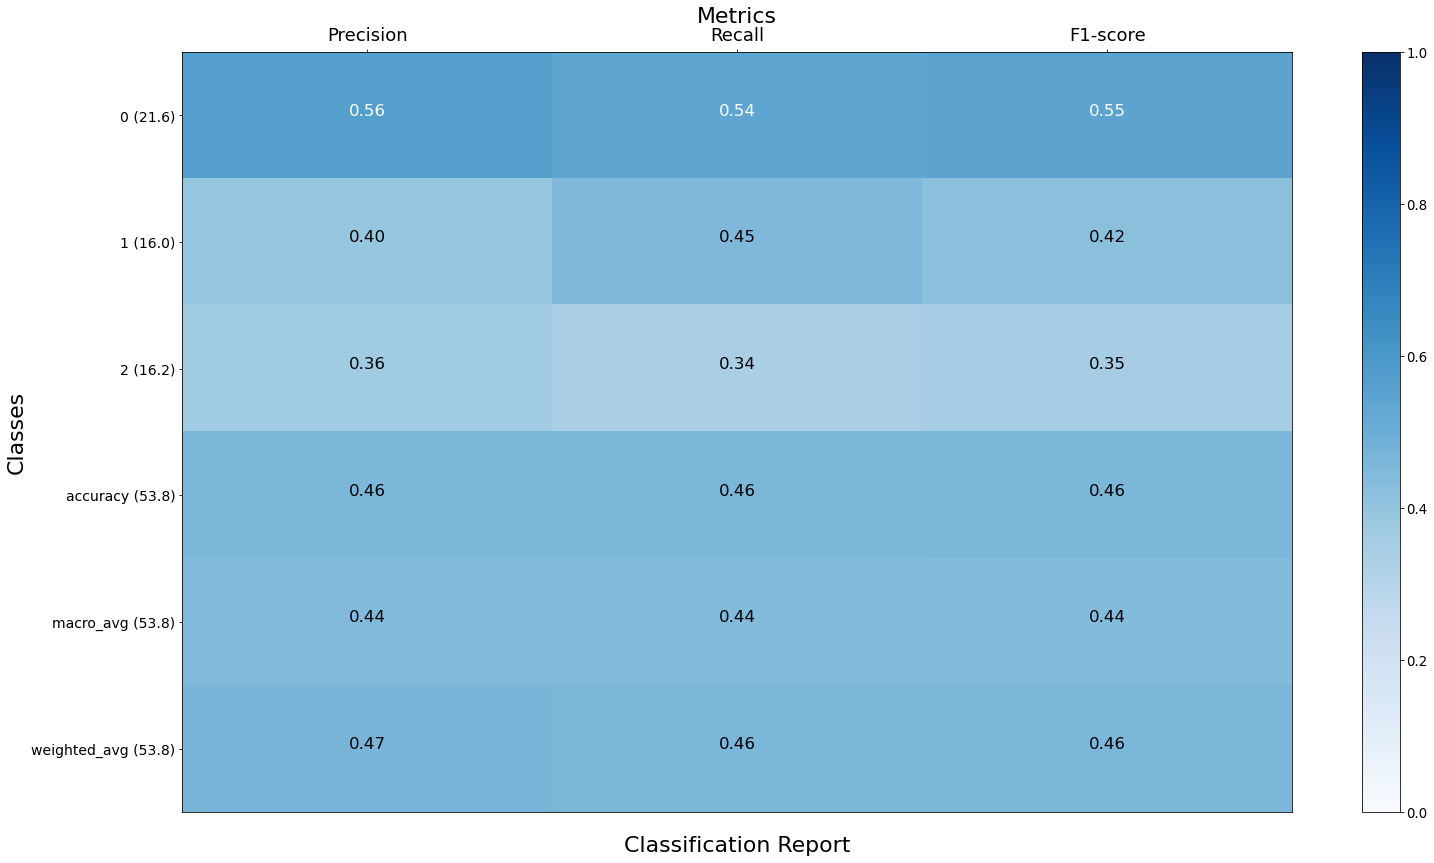 Metrics
Precision Recall F1-score
0 (21.6) 0.56 0.54 0.55
1 (16.0) 0.40 0.45 0.42
2 (16.2) 0.36 0.34 0.35
accuracy (53.8) 0.46 0.46 0.46
macro_avg (53.8) 0.44 0.44 0.44
weighted_avg (53.8) 0.47 0.46 0.46
Classes
Classification Report
1.0
0.8
0.6
0.4
0.2
0.0